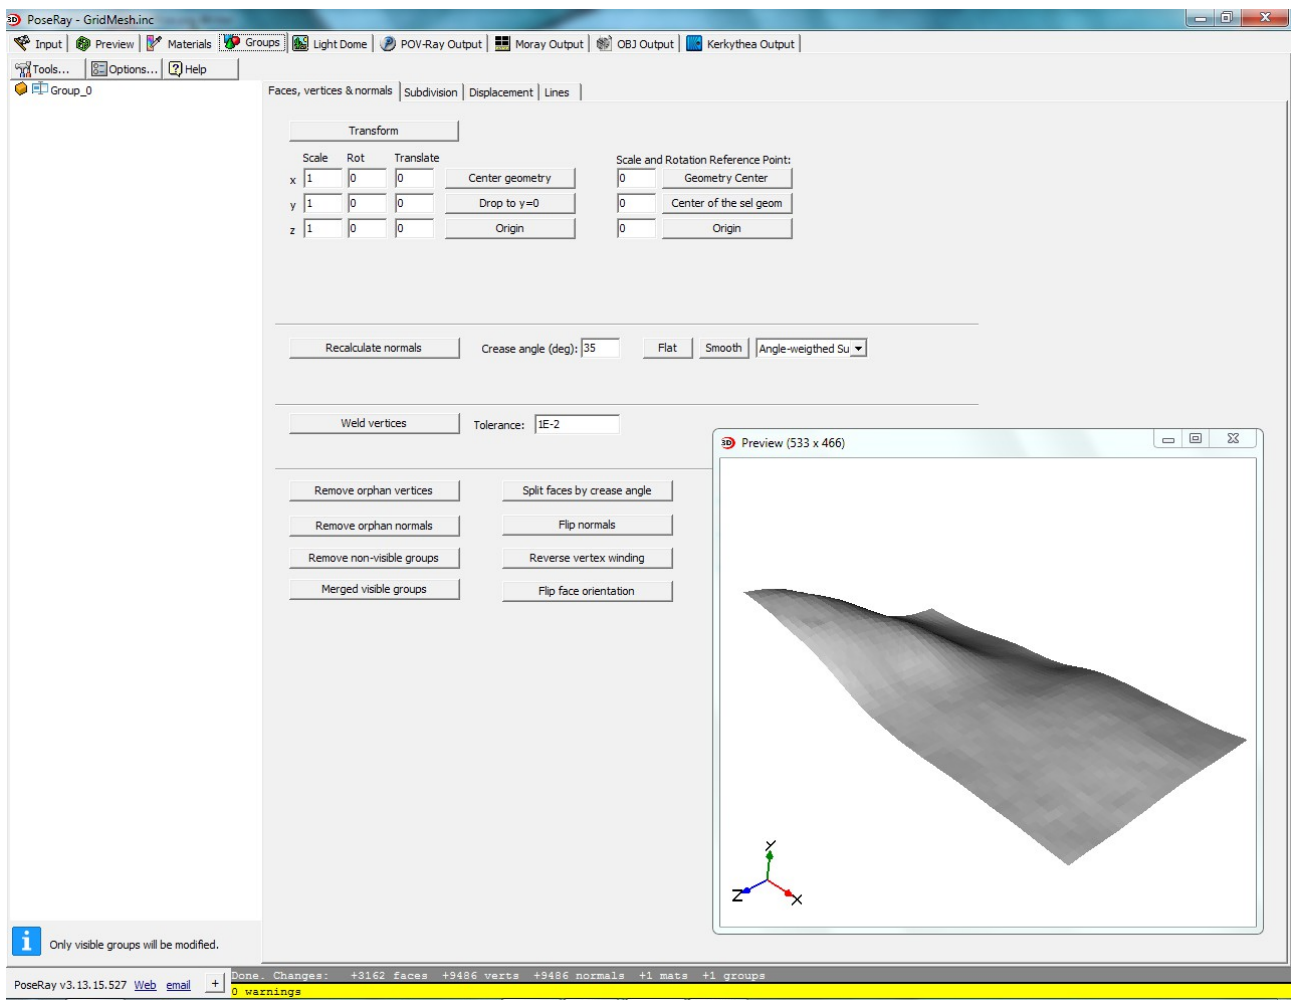 PoseRay - GridMesh.inc
Input Preview Materials Groups Light Dome POV-Ray Output Moray Output OBJ Output Kerkythea Output
Tools... Options... Help
Group_0
Faces, vertices & normals Subdivision Displacement Lines
Transform
Scale Rot Translate Scale and Rotation Reference Point:
x 1 0 0 Center geometry 0 Geometry Center
y 1 0 0 Drop to y=0 0 Center of the sel geom
z 1 0 0 Origin 0 Origin
Recalculate normals Crease angle (deg): 35 Flat Smooth Angle-weigthed Su
Weld vertices Tolerance: 1E-2
Preview (533 x 466)
Remove orphan vertices Split faces by crease angle
Remove orphan normals Flip normals
Remove non-visible groups Reverse vertex winding
Merged visible groups Flip face orientation
Y
Z X
i Only visible groups will be modified.
Done. Changes: +3162 faces +9486 verts +9486 normals +1 mats +1 groups
PoseRay v3.13.15.527 Web email +
0 warnings